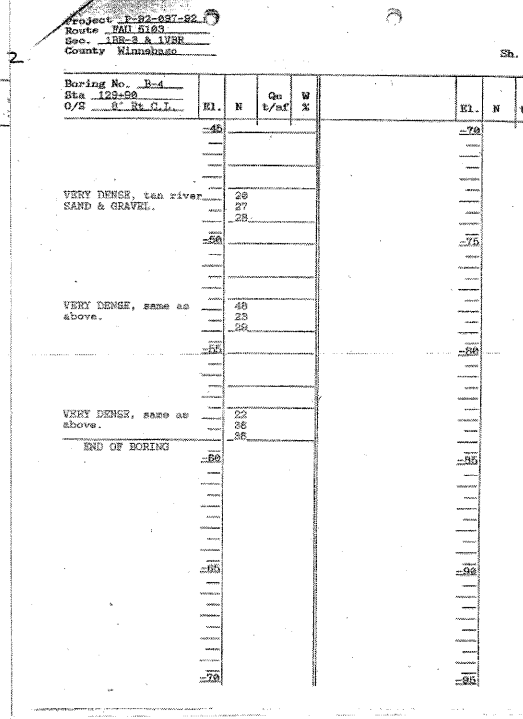 2
Project P-92-097-92
Route FAU 5103
Sec. 1BR-3 & 1VBR
County Winnebago
Sh.
Boring No. B-4
Sta 129+90
O/S 8' Rt C.L.
El. N Qu t/sf W %
El. N t
-45 -70
VERY DENSE, tan river 20
SAND & GRAVEL. 27
28
-50 -75
VERY DENSE, same as 48
above. 23
29
-55 -80
VERY DENSE, same as 22
above. 36
36
END OF BORING
-60 -85
-65 -90
-70 -95